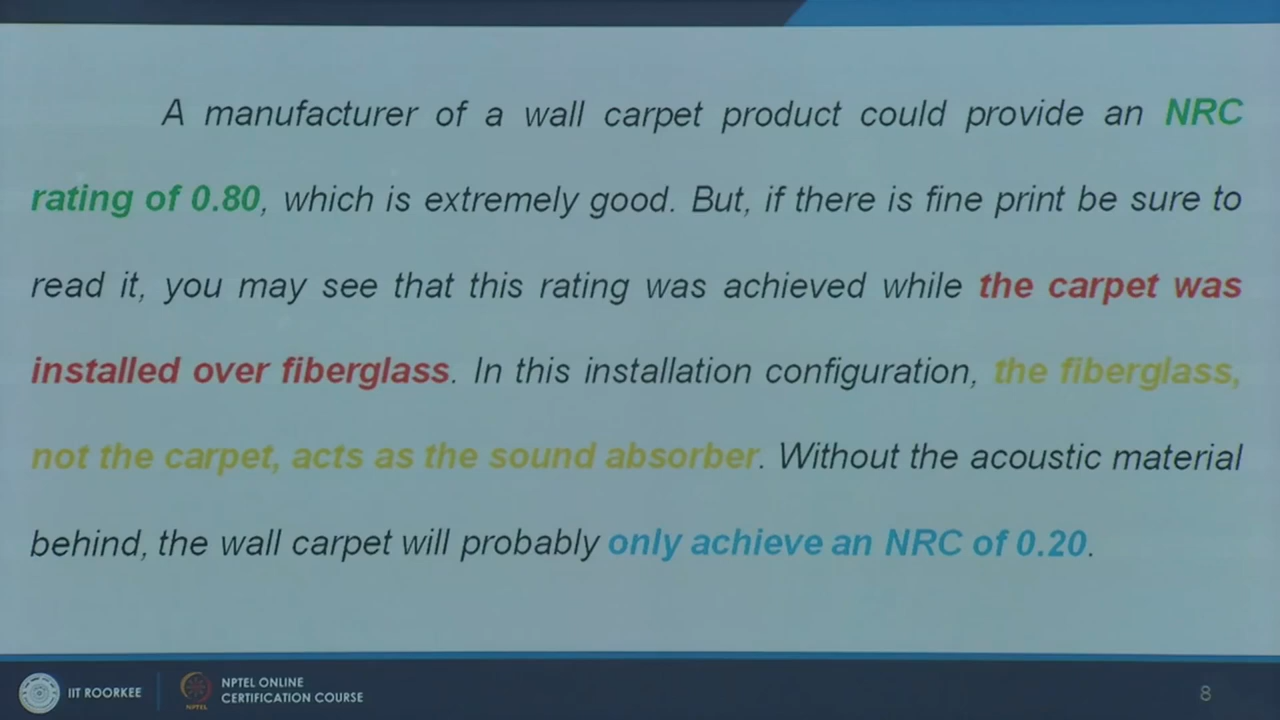 A manufacturer of a wall carpet product could provide an NRC
rating of 0.80, which is extremely good. But, if there is fine print be sure to
read it, you may see that this rating was achieved while the carpet was
installed over fiberglass. In this installation configuration, the fiberglass,
not the carpet, acts as the sound absorber. Without the acoustic material
behind, the wall carpet will probably only achieve an NRC of 0.20.
IIT ROORKEE
NPTEL
NPTEL ONLINE
CERTIFICATION COURSE
8